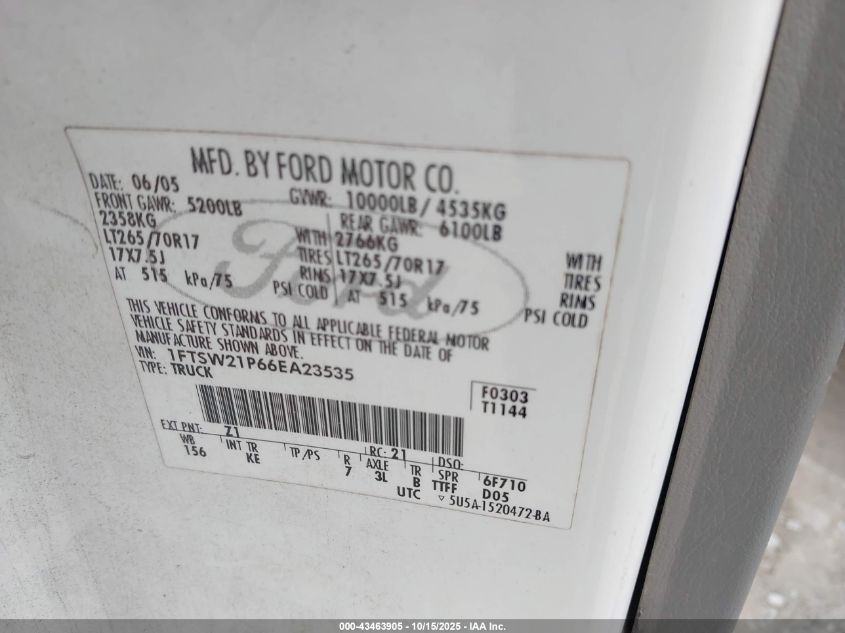 MFD. BY FORD MOTOR CO.
DATE: 06/05 GVWR: 10000LB/ 4535KG
FRONT GAWR: 5200LB REAR GAWR: 6100LB
2358KG WITH 2766KG WITH
LT265/70R17 TIRES LT265/70R17 TIRES
17X7.5J RIMS 17X7.5J RIMS
AT 515 kPa/75 PSI COLD AT 515 kPa/75 PSI COLD
Ford
THIS VEHICLE CONFORMS TO ALL APPLICABLE FEDERAL MOTOR
VEHICLE SAFETY STANDARDS IN EFFECT ON THE DATE OF
MANUFACTURE SHOWN ABOVE.
VIN: 1FTSW21P66EA23535
TYPE: TRUCK
F0303
T1144
EXT PNT: Z1 RC: 21 DSO:
WB INT TR TP/PS R AXLE TR SPR 6F710
156 KE 7 3L B TTFF D05
UTC ▽ 5U5A-1520472-BA
000-43463905 - 10/15/2025 - IAA Inc.